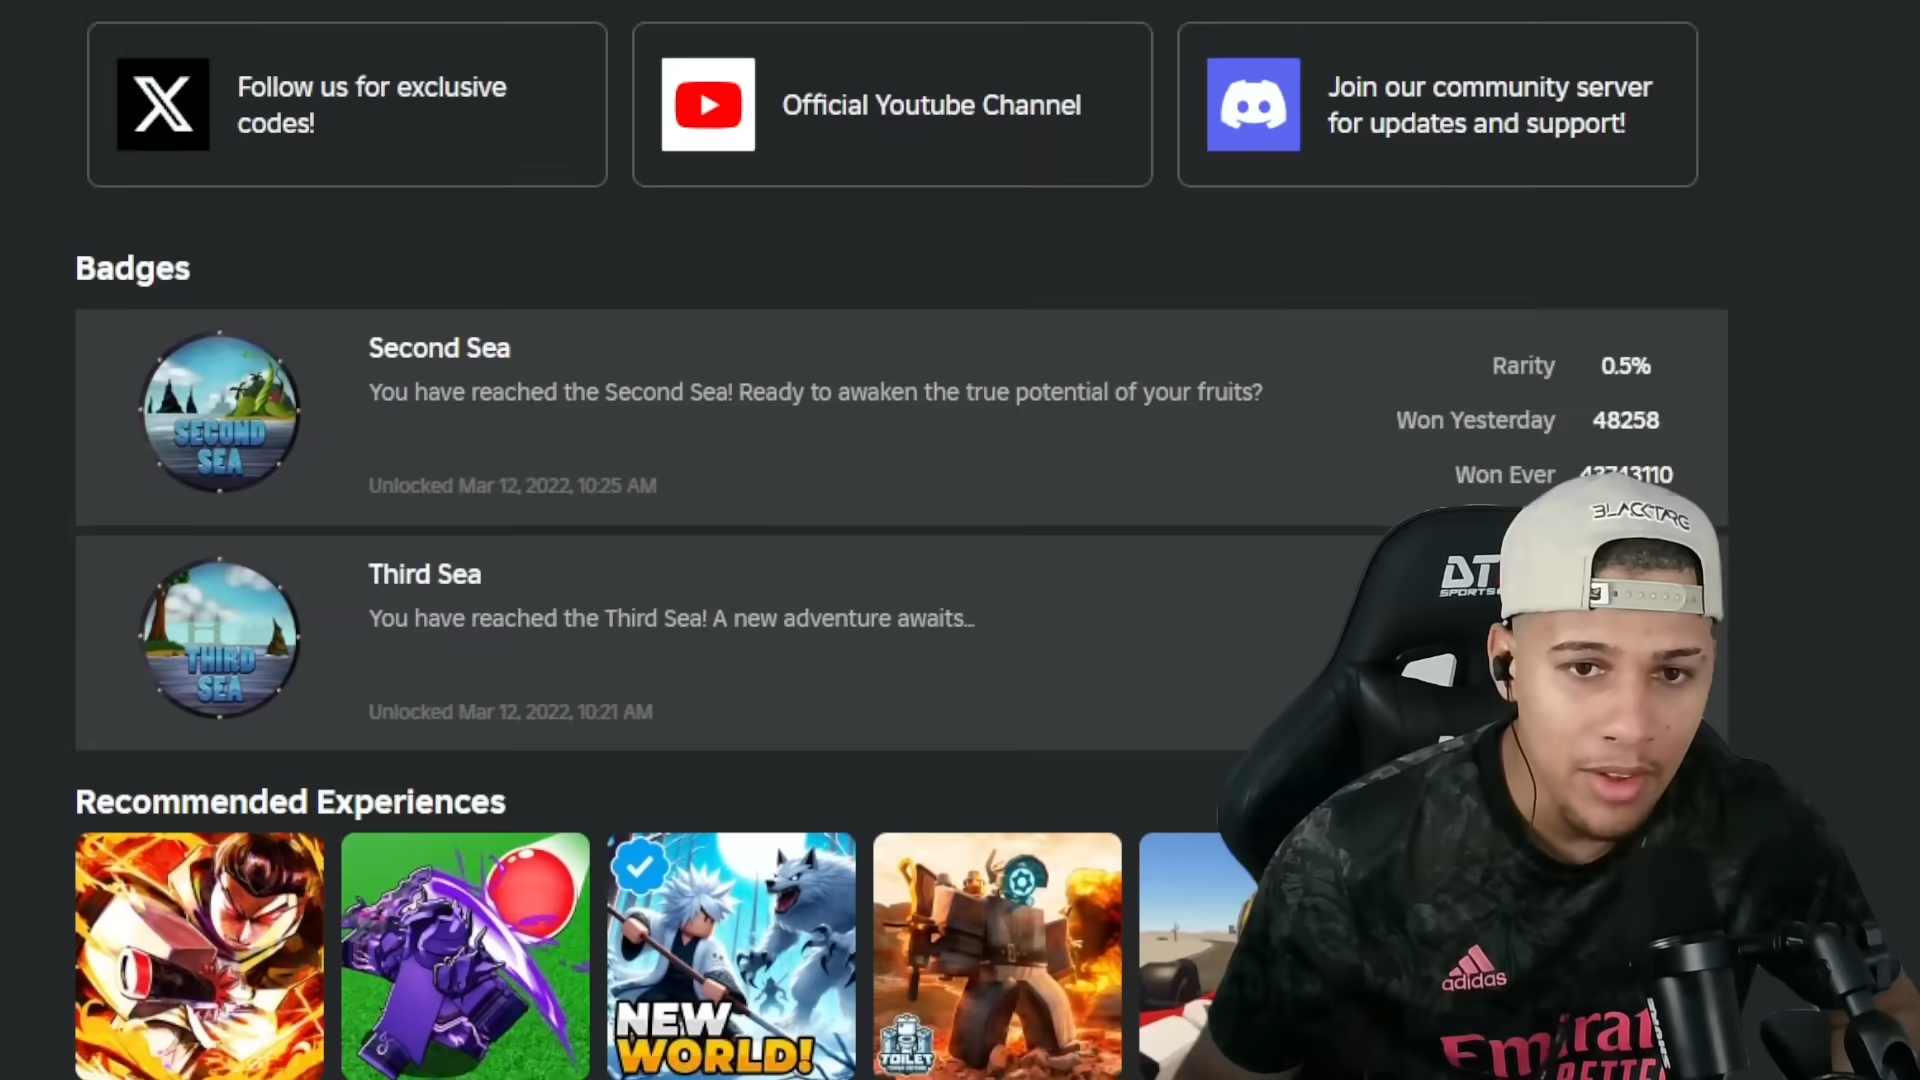 Follow us for exclusive
codes!
Official Youtube Channel
Join our community server
for updates and support!
Badges
SECOND
SEA
Second Sea
You have reached the Second Sea! Ready to awaken the true potential of your fruits?
Unlocked Mar 12, 2022, 10:25 AM
Rarity 0.5%
Won Yesterday 48258
Won Ever
THIRD
SEA
Third Sea
You have reached the Third Sea! A new adventure awaits...
Unlocked Mar 12, 2022, 10:21 AM
Recommended Experiences
NEW
WORLD!
TOILET
DT
SPORTS
adidas